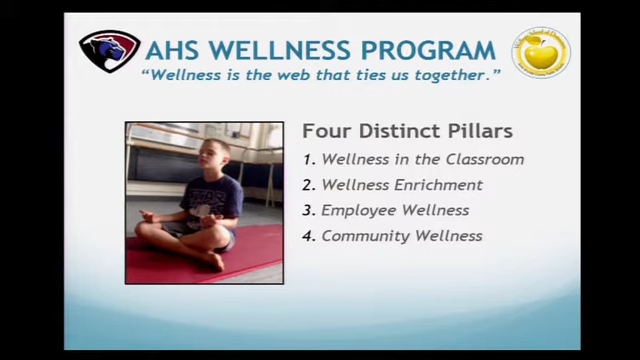 AHS WELLNESS PROGRAM
“Wellness is the web that ties us together.”
Four Distinct Pillars
1. Wellness in the Classroom
2. Wellness Enrichment
3. Employee Wellness
4. Community Wellness